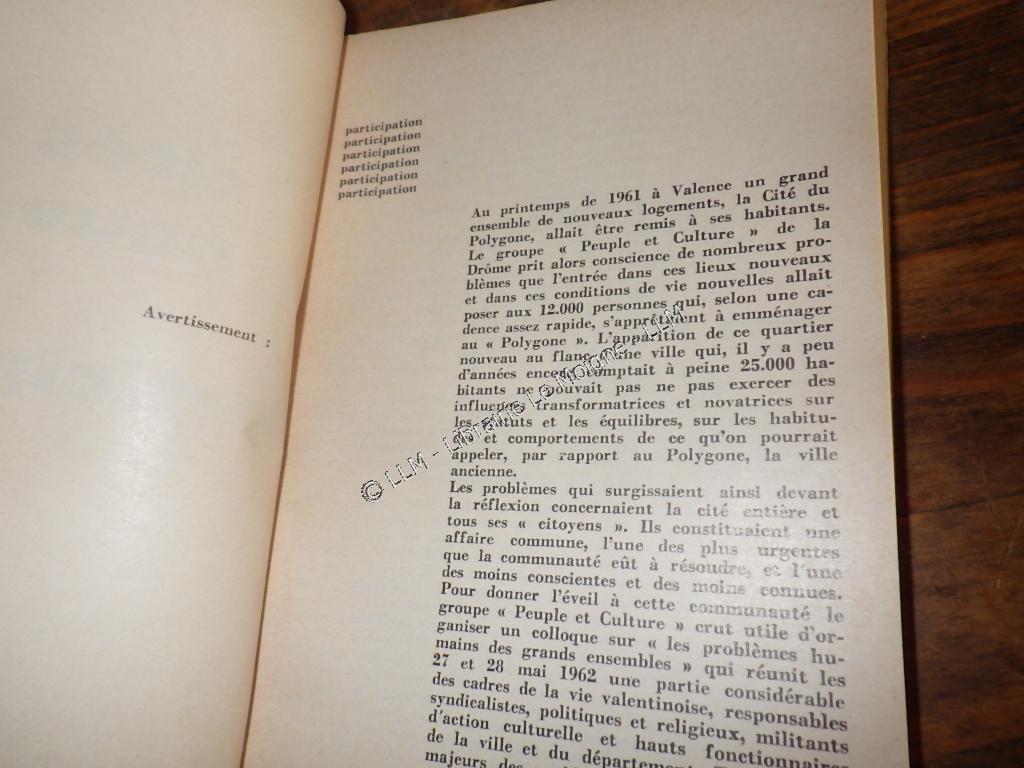 Avertissement :
participation
participation
participation
participation
participation
participation
Au printemps de 1961 à Valence un grand
ensemble de nouveaux logements, la Cité du
Polygone, allait être remis à ses habitants.
Le groupe « Peuple et Culture » de la
Drôme prit alors conscience de nombreux pro-
blèmes que l'entrée dans ces lieux nouveaux
et dans ces conditions de vie nouvelles allait
poser aux 12.000 personnes qui, selon une ca-
dence assez rapide, s'apprêtaient à emménager
au « Polygone ». L'apparition de ce quartier
nouveau au flanc d'une ville qui, il y a peu
d'années encore, comptait à peine 25.000 ha-
bitants ne pouvait pas ne pas exercer des
influences transformatrices et novatrices sur
les statuts et les équilibres, sur les habitu-
des et comportements de ce qu'on pourrait
appeler, par rapport au Polygone, la ville
ancienne.
Les problèmes qui surgissaient ainsi devant
la réflexion concernaient la cité entière et
tous ses « citoyens ». Ils constituaient une
affaire commune, l'une des plus urgentes
que la communauté eût à résoudre, et l'une
des moins conscientes et des moins connues.
Pour donner l'éveil à cette communauté le
groupe « Peuple et Culture » crut utile d'or-
ganiser un colloque sur « les problèmes hu-
mains des grands ensembles » qui réunit les
27 et 28 mai 1962 une partie considérable
des cadres de la vie valentinoise, responsables
syndicalistes, politiques et religieux, militants
d'action culturelle et hauts fonctionnaires
de la ville et du département.
majeurs des
© LLM - Librairie Le Moigne - LLM